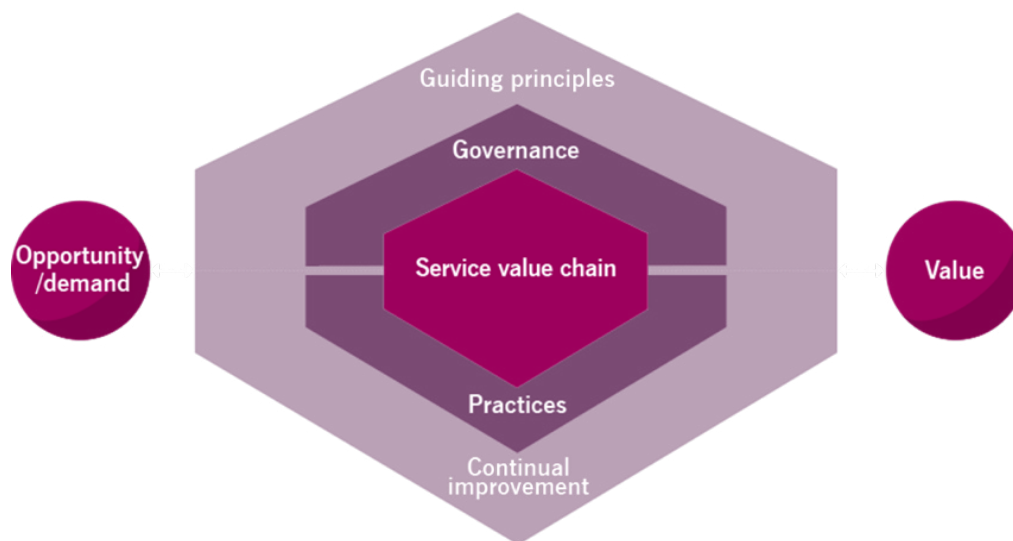 Guiding principles
Governance
Opportunity
/demand
Service value chain
Value
Practices
Continual
improvement